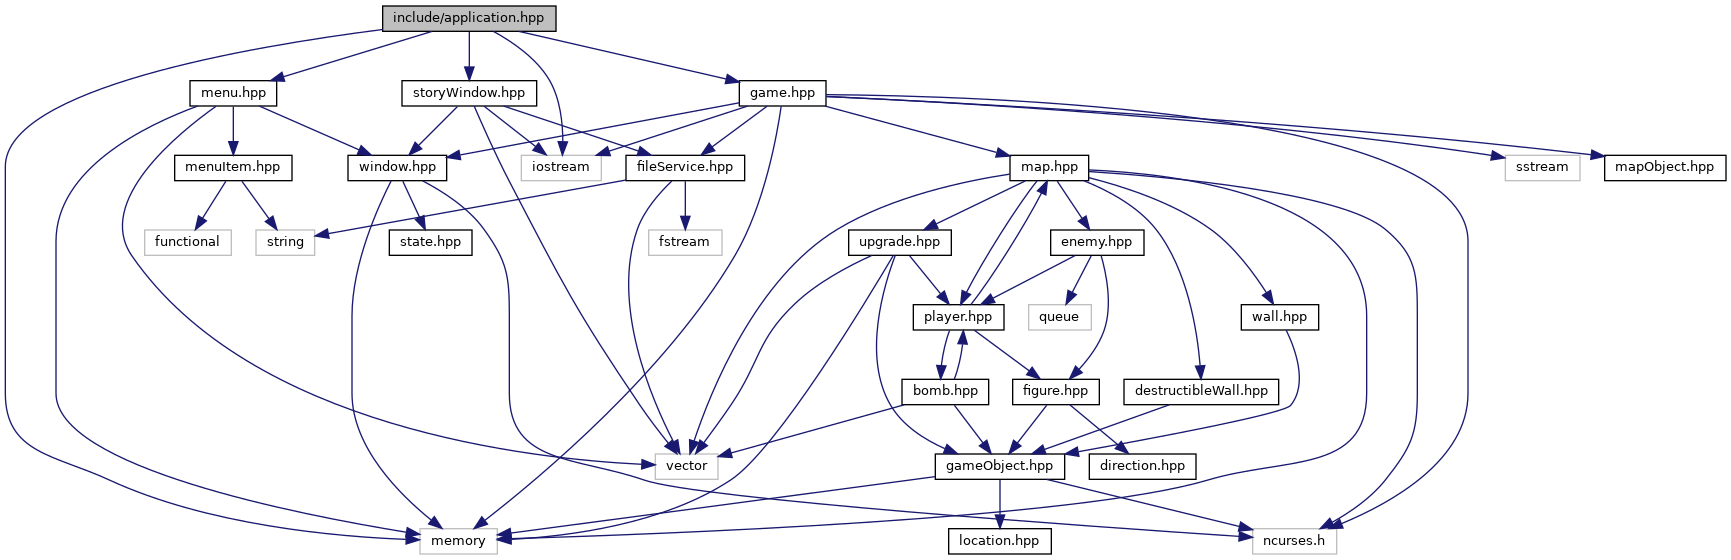 include/application.hpp
menu.hpp
storyWindow.hpp
game.hpp
menuItem.hpp
window.hpp
iostream
fileService.hpp
map.hpp
sstream
mapObject.hpp
functional
string
state.hpp
fstream
upgrade.hpp
enemy.hpp
player.hpp
queue
wall.hpp
bomb.hpp
figure.hpp
destructibleWall.hpp
vector
gameObject.hpp
direction.hpp
memory
location.hpp
ncurses.h